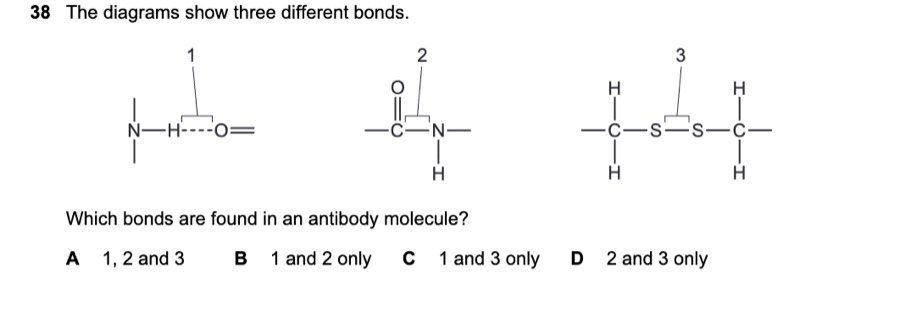 38 The diagrams show three different bonds.
1 2 3
O H H
N H O C N C S S C
H H H
Which bonds are found in an antibody molecule?
A 1, 2 and 3 B 1 and 2 only C 1 and 3 only D 2 and 3 only